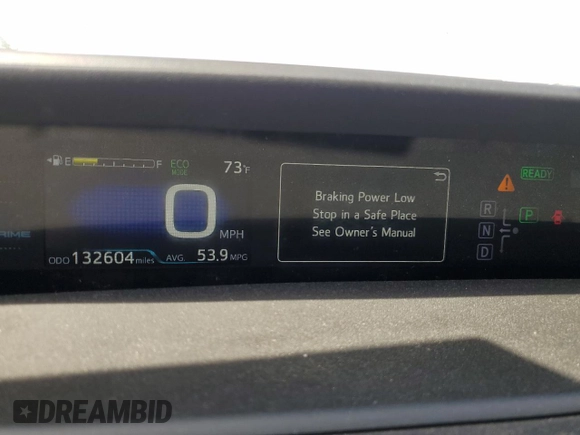 E F ECO
MODE 73°F
Braking Power Low
Stop in a Safe Place
See Owner's Manual
READY
R
N
D
P
0 MPH
RIME
ODO 132604 miles AVG. 53.9 MPG
DREAMBID